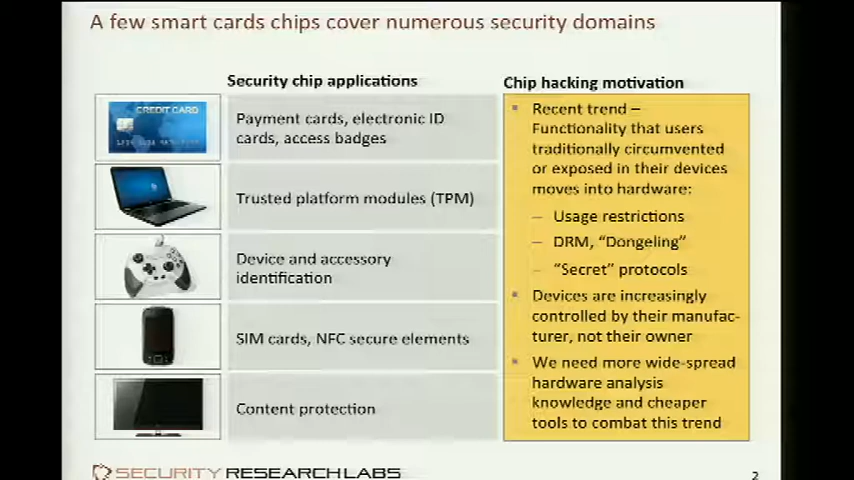 A few smart cards chips cover numerous security domains
Security chip applications
CREDIT CARD
Payment cards, electronic ID
cards, access badges
Trusted platform modules (TPM)
Device and accessory
identification
SIM cards, NFC secure elements
Content protection
Chip hacking motivation
Recent trend –
Functionality that users
traditionally circumvented
or exposed in their devices
moves into hardware:
– Usage restrictions
– DRM, “Dongeling”
– “Secret” protocols
Devices are increasingly
controlled by their manufac-
turer, not their owner
We need more wide-spread
hardware analysis
knowledge and cheaper
tools to combat this trend
SECURITY RESEARCH LABS
2